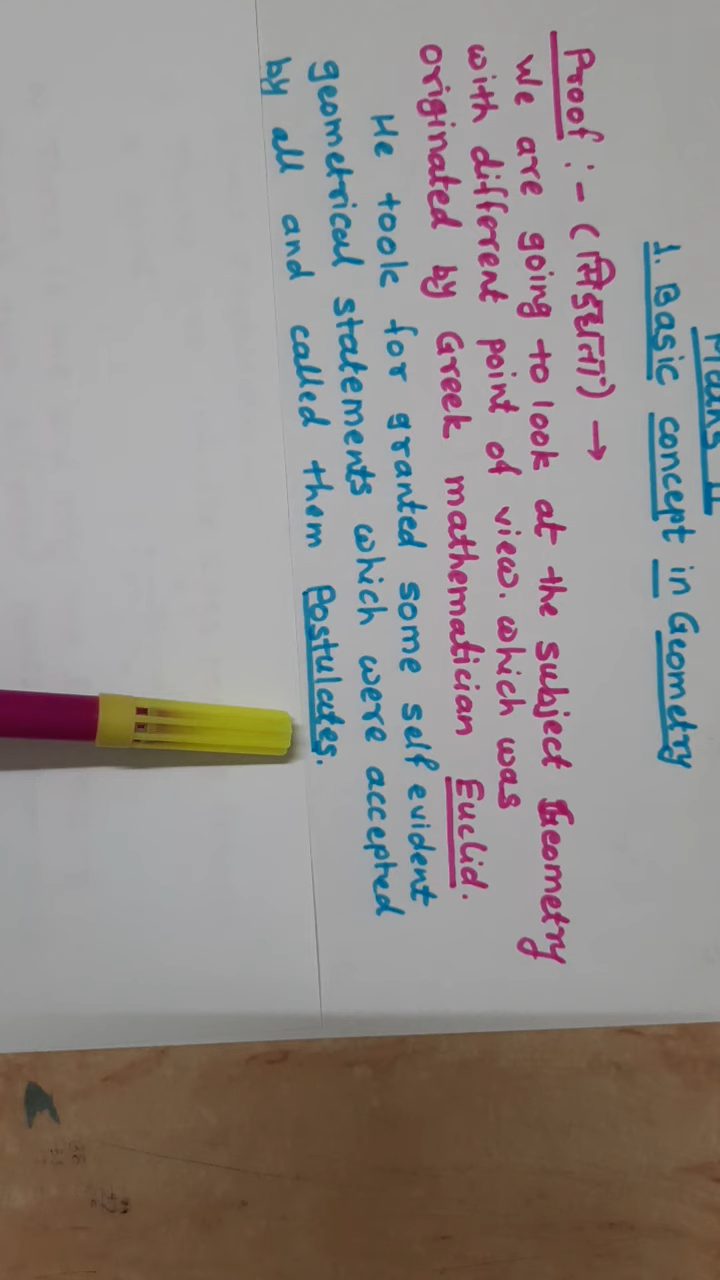 Maths II
1. Basic concept in Geometry
Proof :- (सिद्धता) →
We are going to look at the subject Geometry
with different point of view. which was
originated by Greek mathematician Euclid.
He took for granted some self evident
geometrical statements which were accepted
by all and called them Postulates.